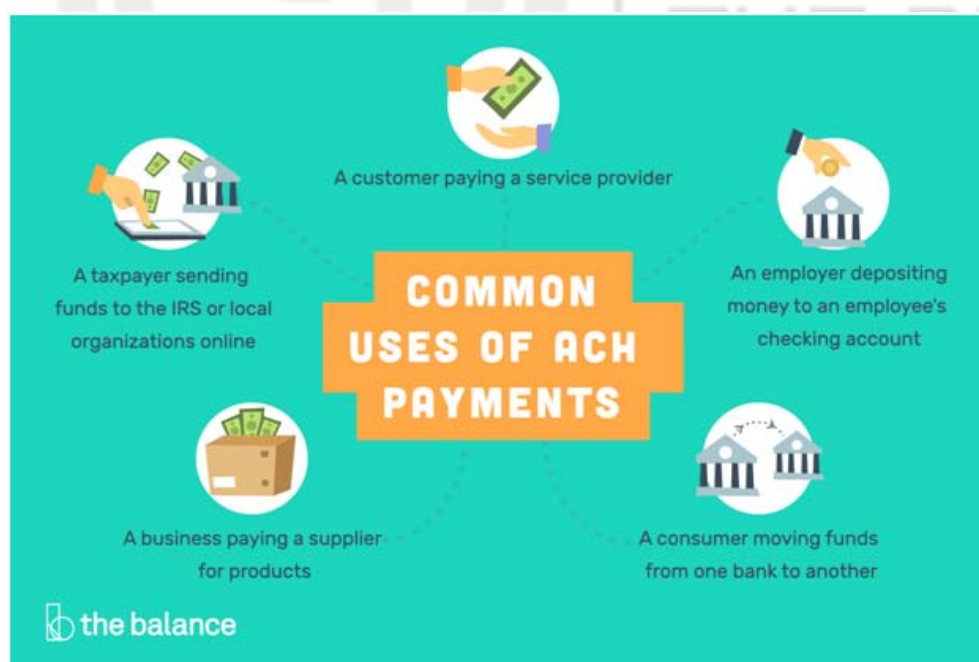 A customer paying a service provider
A taxpayer sending
funds to the IRS or local
organizations online
COMMON
USES OF ACH
PAYMENTS
An employer depositing
money to an employee's
checking account
A business paying a supplier
for products
A consumer moving funds
from one bank to another
the balance